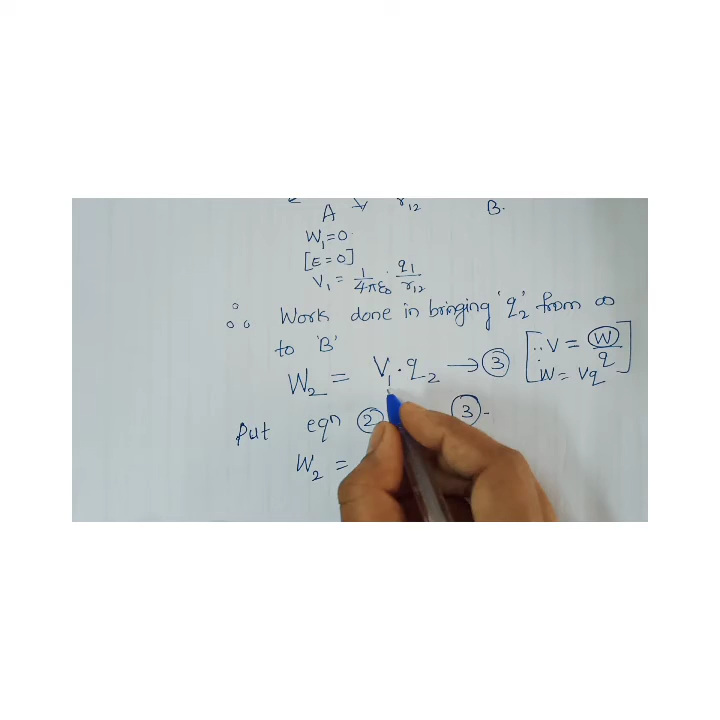 A r₁₂ B.
W₁=0.
[E=0]
V₁ = 1/4πε₀ · q₁/r₁₂
∴ Work done in bringing 'q₂' from ∞
to 'B'
W₂ = V₁·q₂ → ③ [∵V = W/q
W = Vq]
Put eqn ② ③.
W₂ =